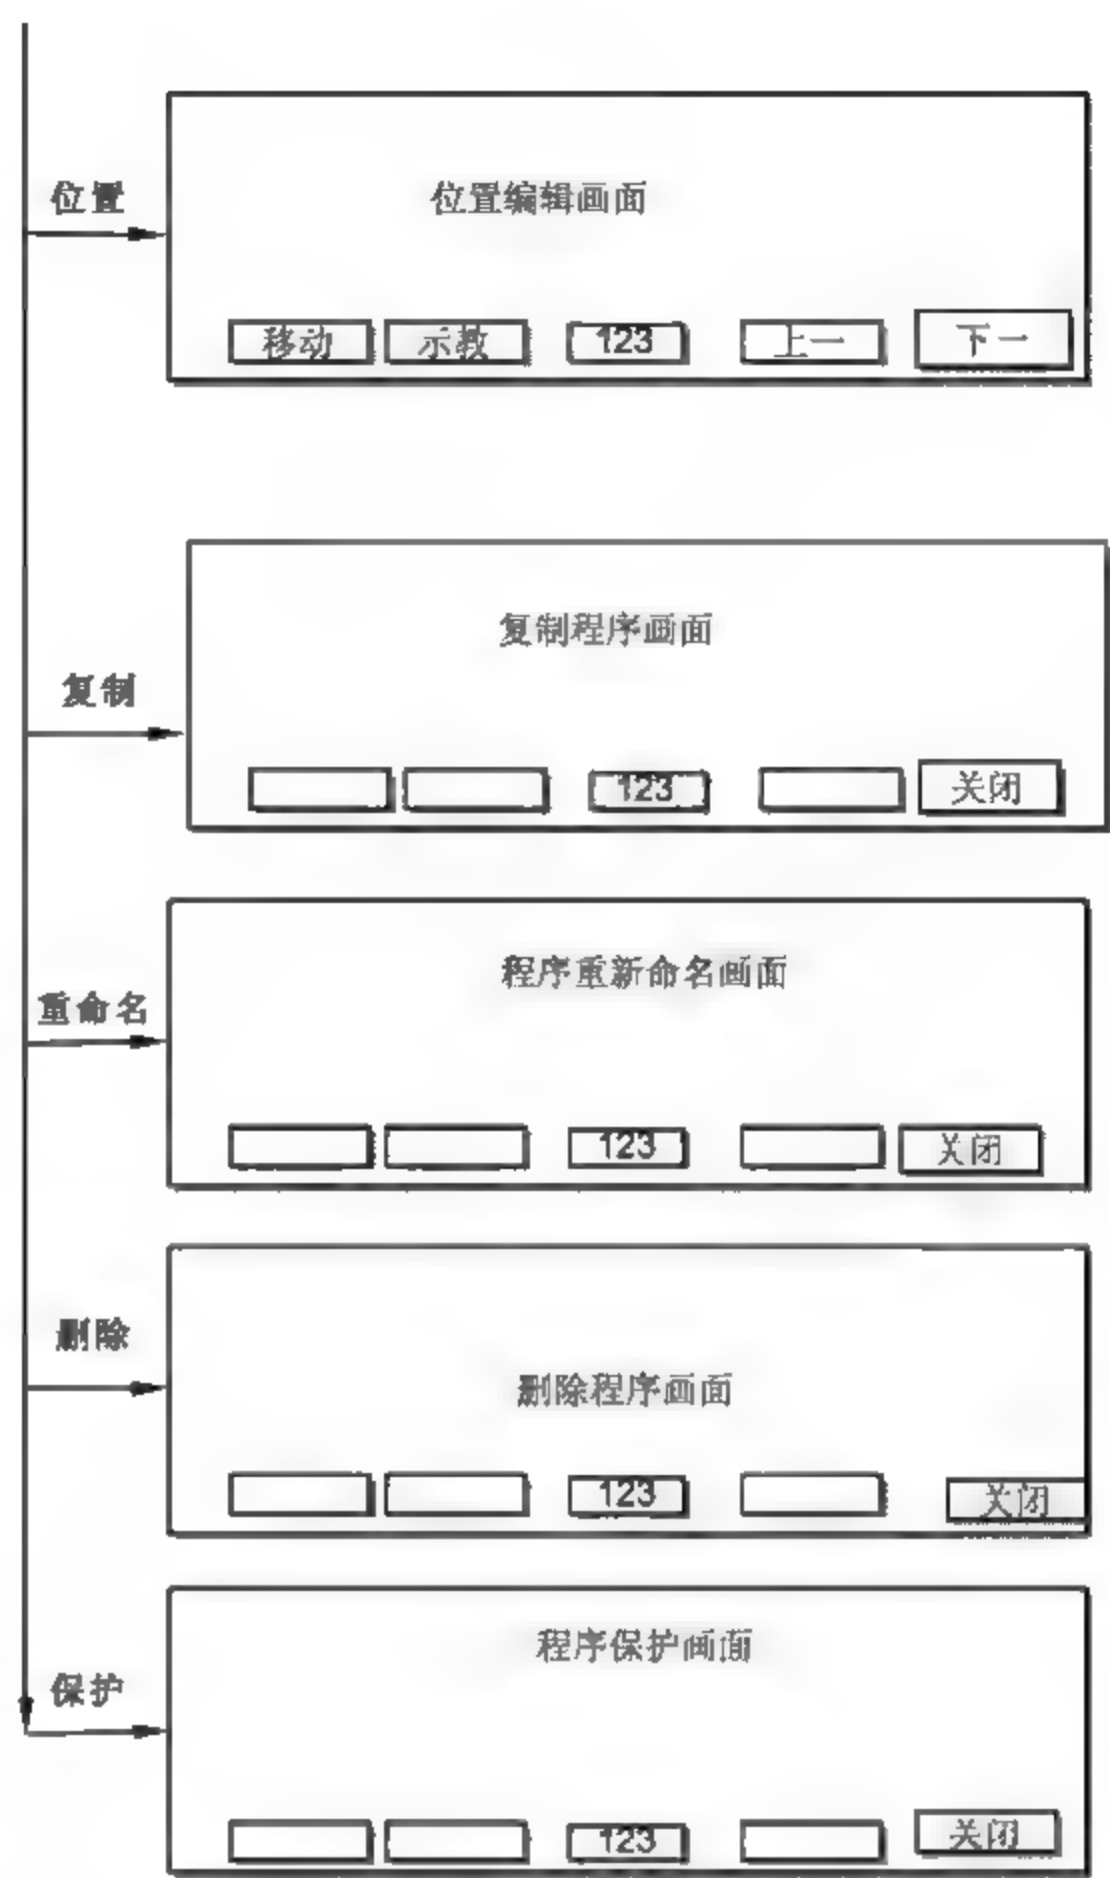 位置
位置编辑画面
移动 示教 123 上一 下一
复制程序画面
复制
123 关闭
程序重新命名画面
重命名
123 关闭
删除
删除程序画面
123 关闭
程序保护画面
保护
123 关闭